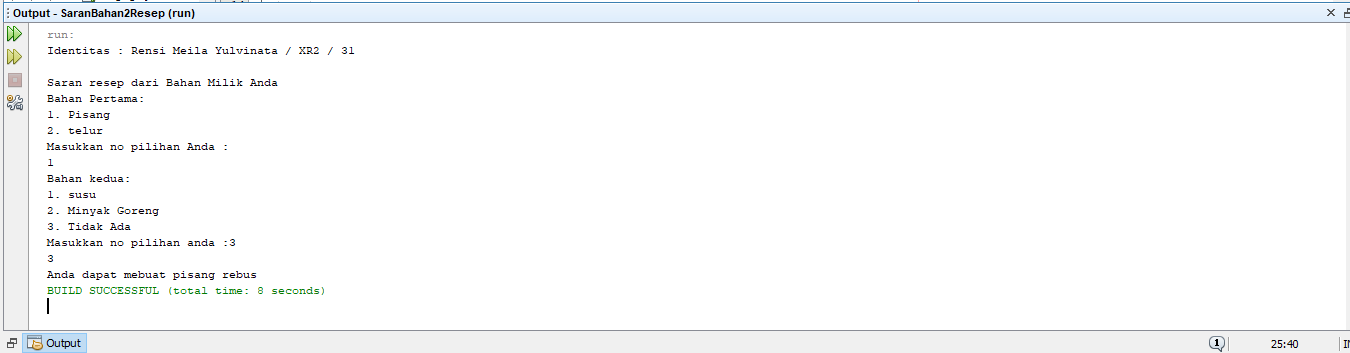 Output - SaranBahan2Resep (run)
run:
Identitas : Rensi Meila Yulvinata / XR2 / 31
Saran resep dari Bahan Milik Anda
Bahan Pertama:
1. Pisang
2. telur
Masukkan no pilihan Anda :
1
Bahan kedua:
1. susu
2. Minyak Goreng
3. Tidak Ada
Masukkan no pilihan anda :3
3
Anda dapat mebuat pisang rebus
BUILD SUCCESSFUL (total time: 8 seconds)
Output
1
25:40